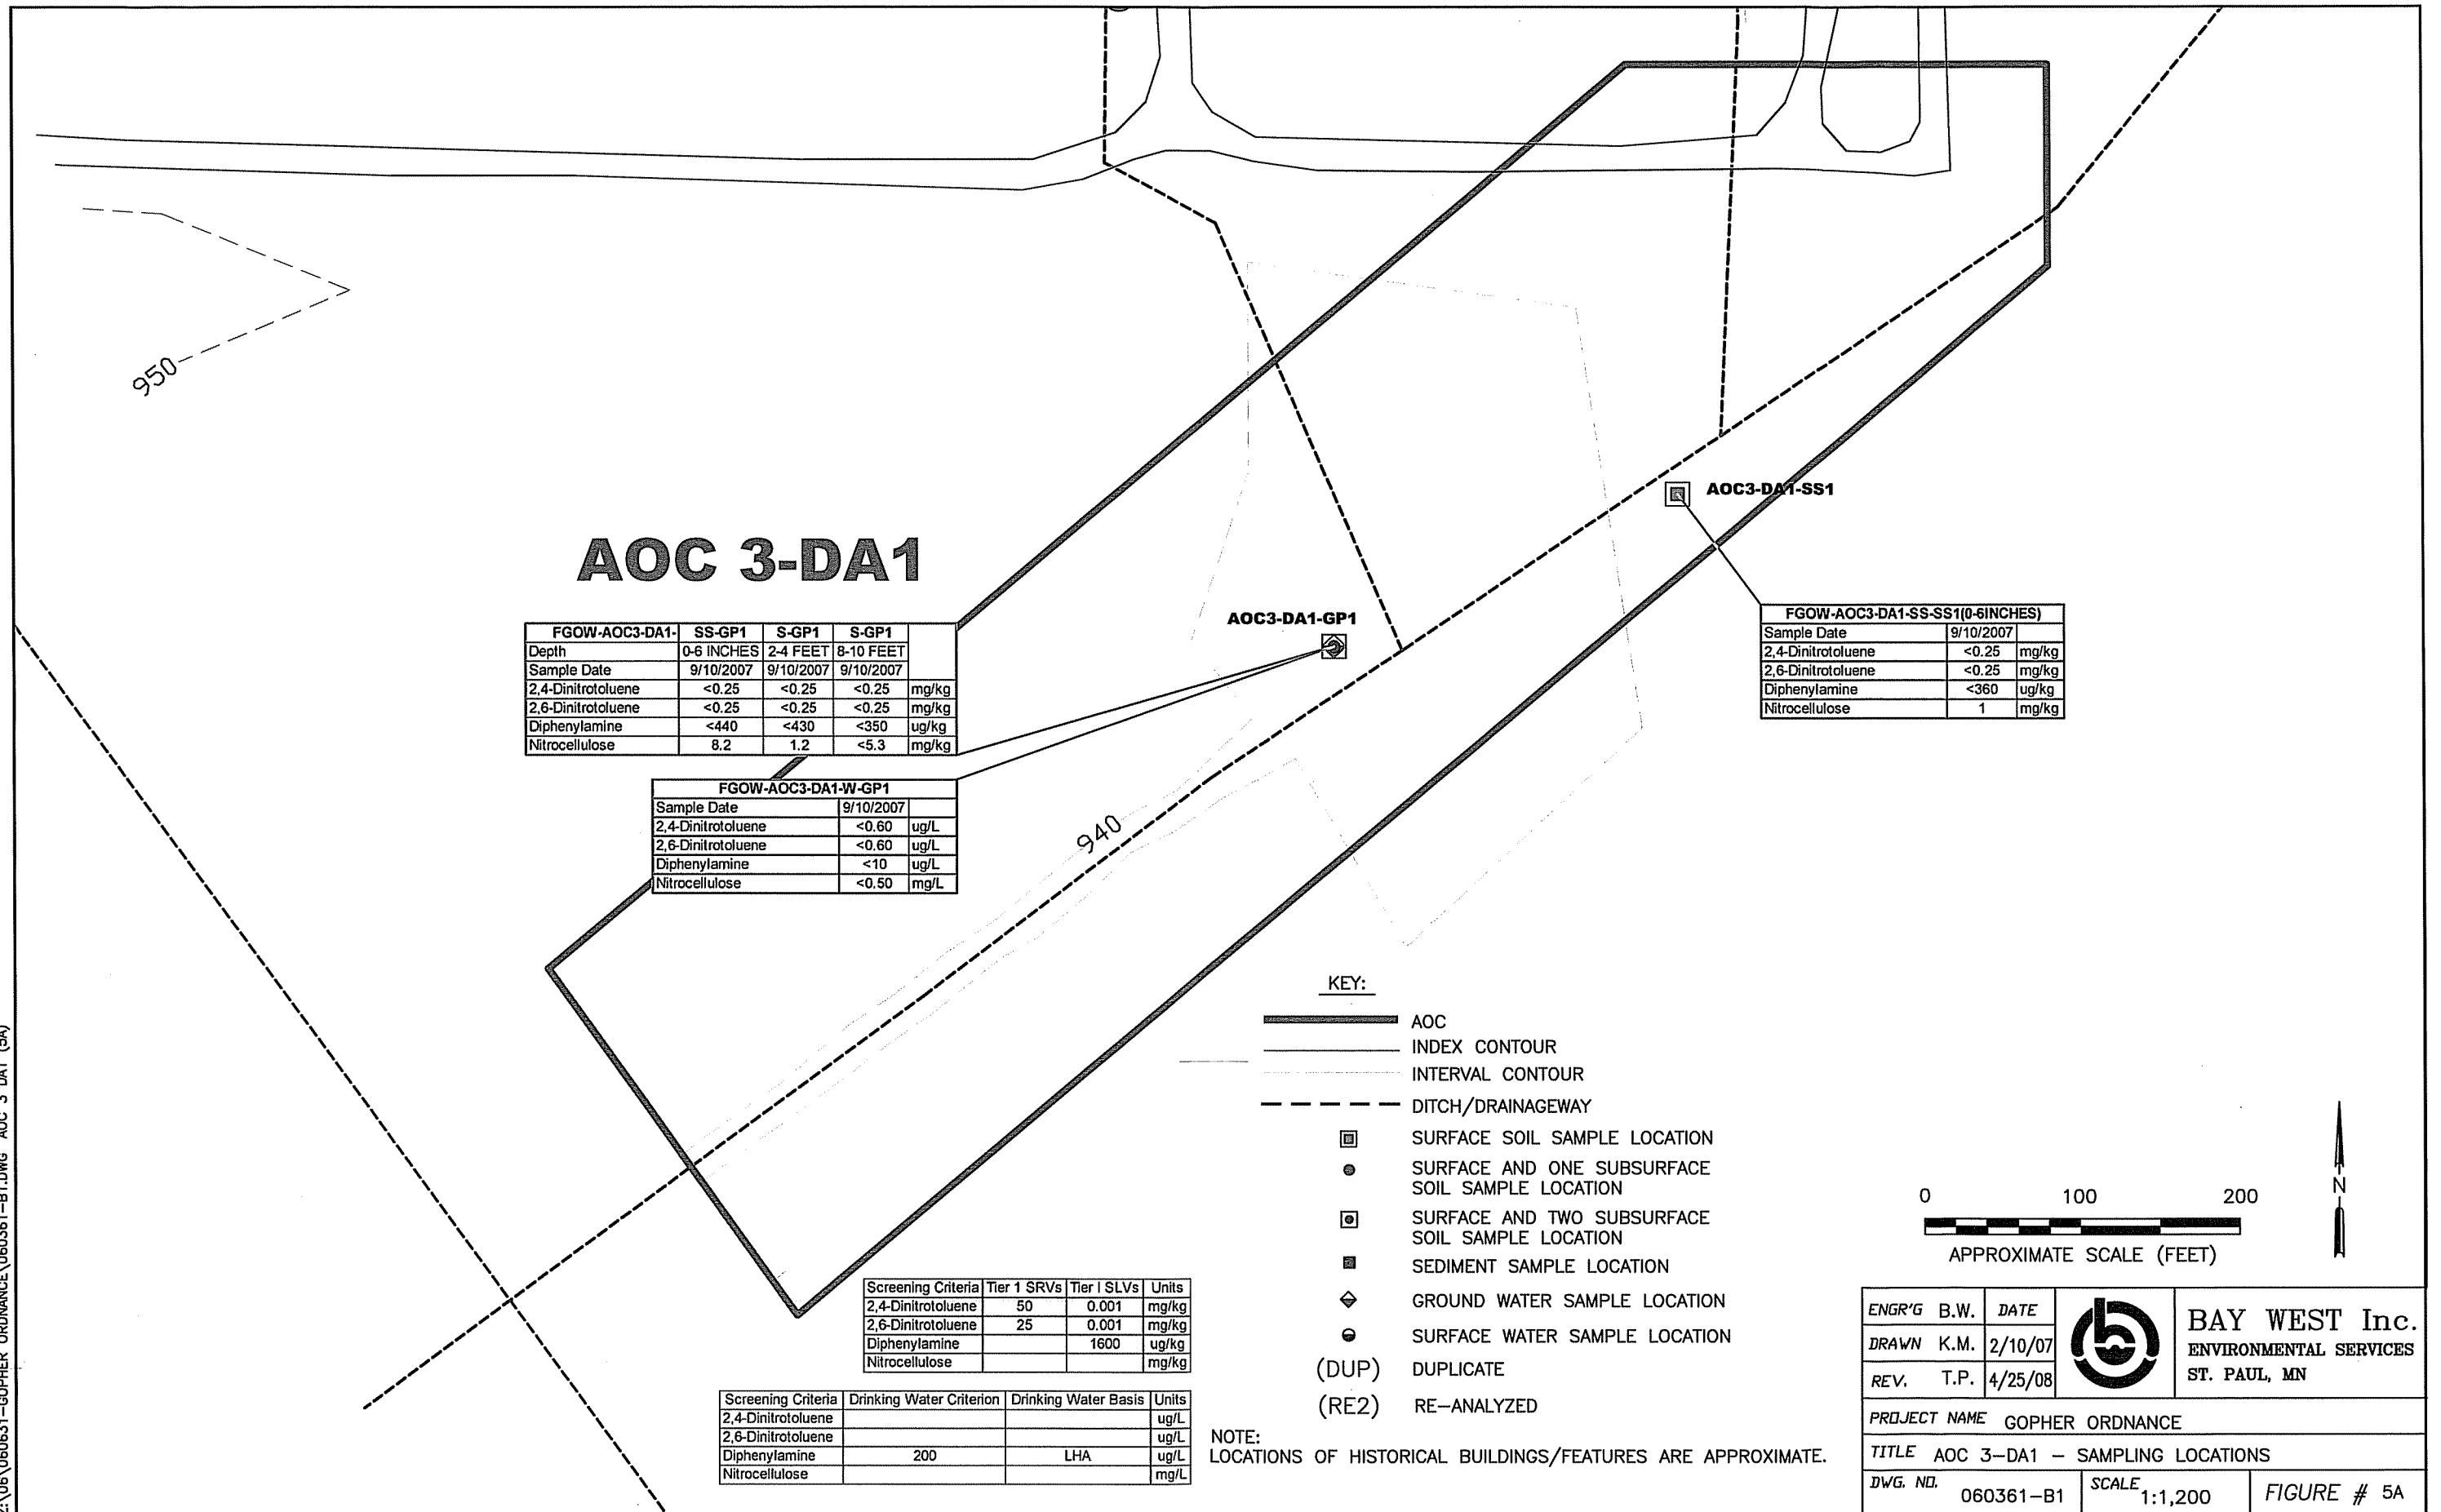 950
AOC 3-DA1
FGOW-AOC3-DA1- SS-GP1 S-GP1 S-GP1
Depth 0-6 INCHES 2-4 FEET 8-10 FEET
Sample Date 9/10/2007 9/10/2007 9/10/2007
2,4-Dinitrotoluene <0.25 <0.25 <0.25 mg/kg
2,6-Dinitrotoluene <0.25 <0.25 <0.25 mg/kg
Diphenylamine <440 <430 <350 ug/kg
Nitrocellulose 8.2 1.2 <5.3 mg/kg
FGOW-AOC3-DA1-W-GP1
Sample Date 9/10/2007
2,4-Dinitrotoluene <0.60 ug/L
2,6-Dinitrotoluene <0.60 ug/L
Diphenylamine <10 ug/L
Nitrocellulose <0.50 mg/L
AOC3-DA1-GP1
AOC3-DA1-SS1
FGOW-AOC3-DA1-SS-SS1(0-6INCHES)
Sample Date 9/10/2007
2,4-Dinitrotoluene <0.25 mg/kg
2,6-Dinitrotoluene <0.25 mg/kg
Diphenylamine <360 ug/kg
Nitrocellulose 1 mg/kg
940
KEY:
AOC
INDEX CONTOUR
INTERVAL CONTOUR
DITCH/DRAINAGEWAY
SURFACE SOIL SAMPLE LOCATION
SURFACE AND ONE SUBSURFACE
SOIL SAMPLE LOCATION
SURFACE AND TWO SUBSURFACE
SOIL SAMPLE LOCATION
SEDIMENT SAMPLE LOCATION
GROUND WATER SAMPLE LOCATION
SURFACE WATER SAMPLE LOCATION
(DUP) DUPLICATE
(RE2) RE-ANALYZED
NOTE:
LOCATIONS OF HISTORICAL BUILDINGS/FEATURES ARE APPROXIMATE.
Screening Criteria Tier 1 SRVs Tier I SLVs Units
2,4-Dinitrotoluene 50 0.001 mg/kg
2,6-Dinitrotoluene 25 0.001 mg/kg
Diphenylamine 1600 ug/kg
Nitrocellulose mg/kg
Screening Criteria Drinking Water Criterion Drinking Water Basis Units
2,4-Dinitrotoluene ug/L
2,6-Dinitrotoluene ug/L
Diphenylamine 200 LHA ug/L
Nitrocellulose mg/L
0 100 200
APPROXIMATE SCALE (FEET)
N
ENGR'G B.W. DATE
DRAWN K.M. 2/10/07
REV. T.P. 4/25/08
b
BAY WEST Inc.
ENVIRONMENTAL SERVICES
ST. PAUL, MN
PROJECT NAME GOPHER ORDNANCE
TITLE AOC 3-DA1 - SAMPLING LOCATIONS
DWG. NO. 060361-B1 SCALE 1:1,200 FIGURE # 5A
ORDNANCE\060361-B1.DWG AOC 3 DA1 (5A)